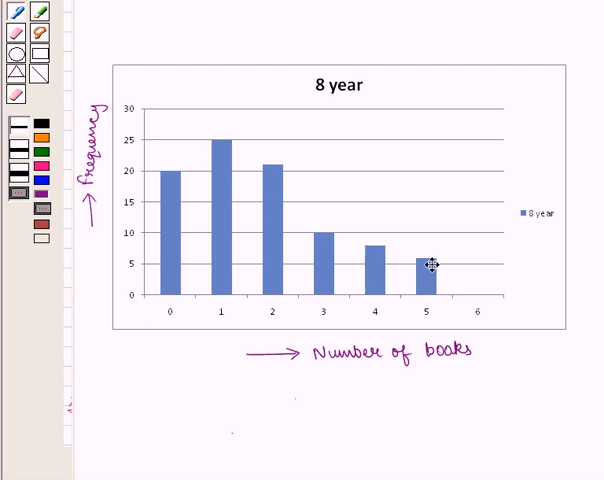 8 year
30
25
20
15
10
5
0
0 1 2 3 4 5 6
8 year
Frequency
Number of books